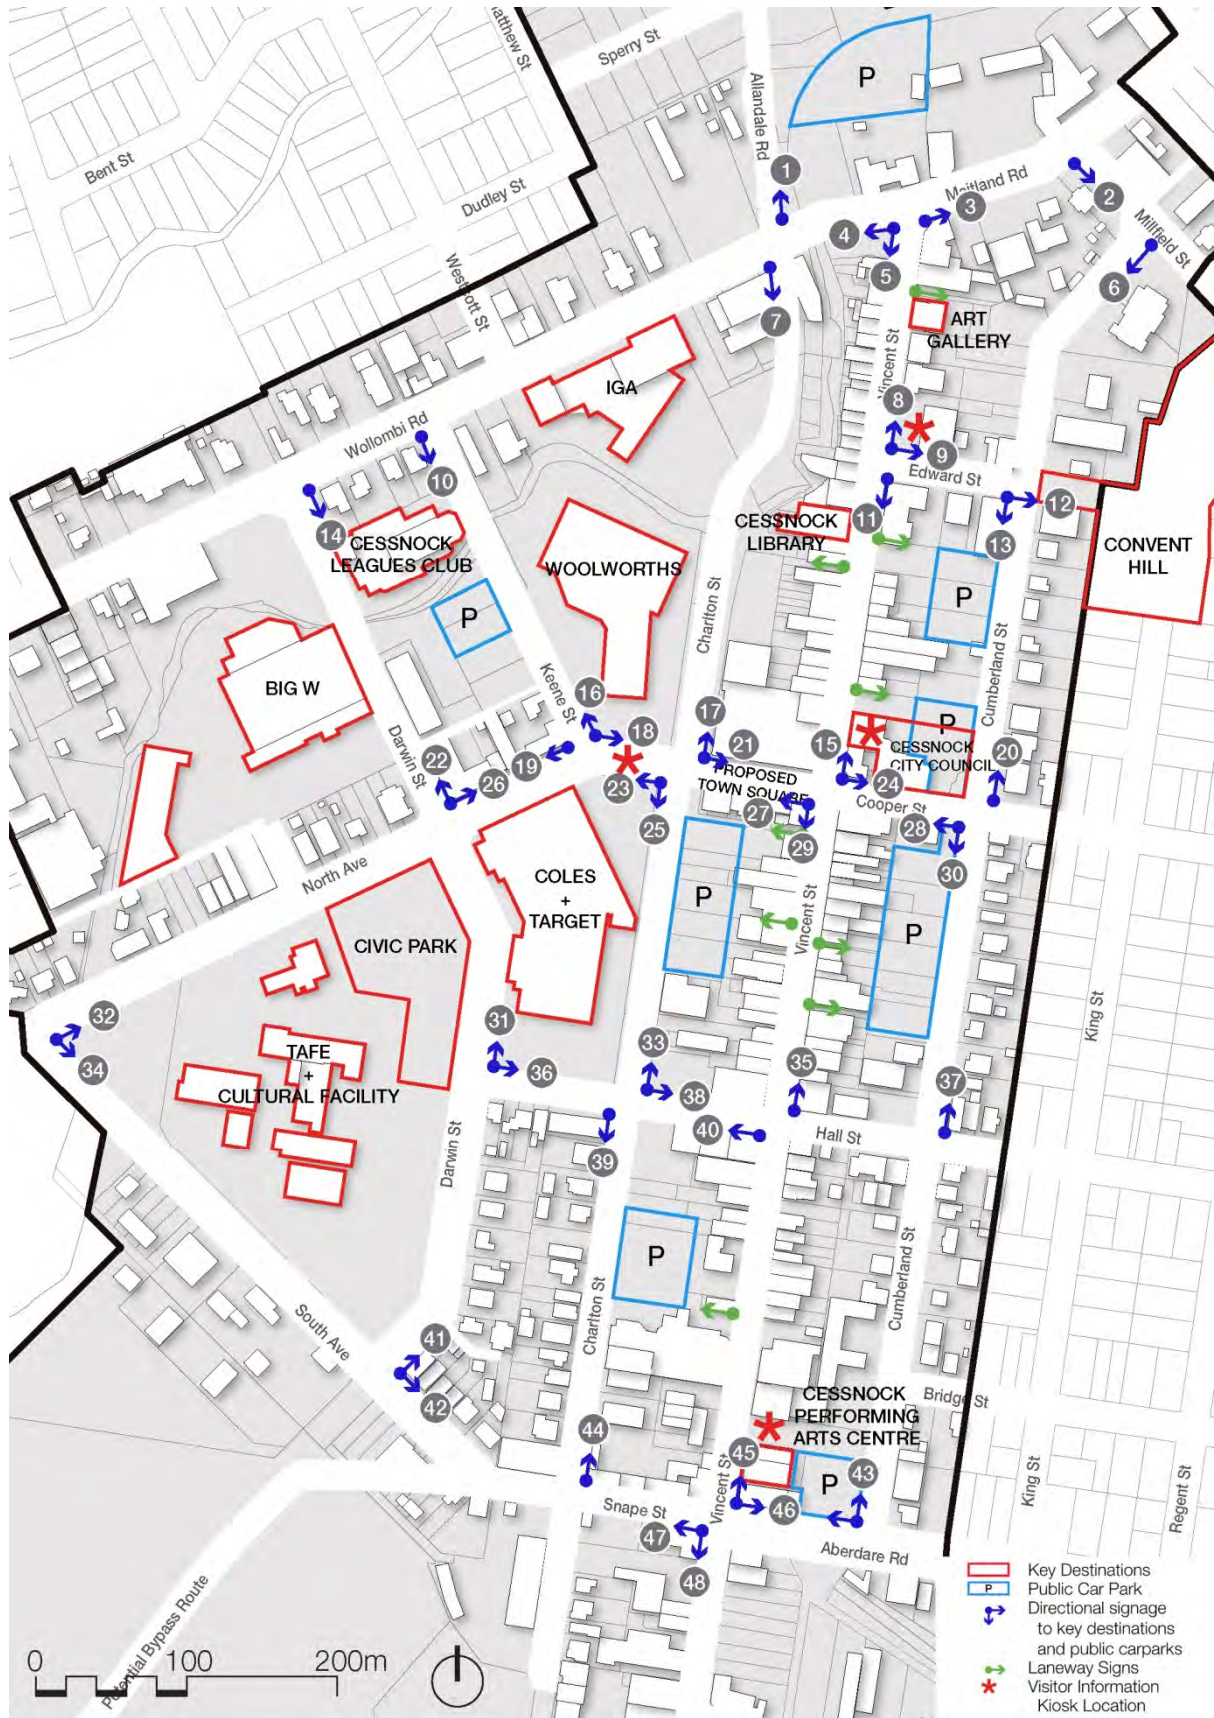 Matthew St
Sperry St
P
Allandale Rd
Bent St
1
Maitland Rd
2
Dudley St
3
4
Millfield St
5
6
Westcott St
7
ART
GALLERY
Vincent St
IGA
8
Wollombi Rd
9
10
Edward St
12
11
14
CESSNOCK
LEAGUES CLUB
CESSNOCK
LIBRARY
13
CONVENT
HILL
WOOLWORTHS
P
P
Charlton St
Cumberland St
BIG W
Keene St
16
17
18
P
15
21
CESSNOCK
CITY COUNCIL
Darwin St
22
19
20
26
23
PROPOSED
TOWN SQUARE
24
Cooper St
27
25
28
29
30
North Ave
COLES
+
TARGET
P
Vincent St
P
CIVIC PARK
King St
32
31
34
33
TAFE
+
CULTURAL FACILITY
35
36
37
38
40
Hall St
39
Darwin St
P
Cumberland St
Charlton St
South Ave
41
42
Bridge St
CESSNOCK
PERFORMING
ARTS CENTRE
44
45
43
P
Vincent St
King St
Regent St
Snape St
46
47
Aberdare Rd
48
Potential Bypass Route
0 100 200m
Key Destinations
P Public Car Park
Directional signage
to key destinations
and public carparks
Laneway Signs
Visitor Information
Kiosk Location